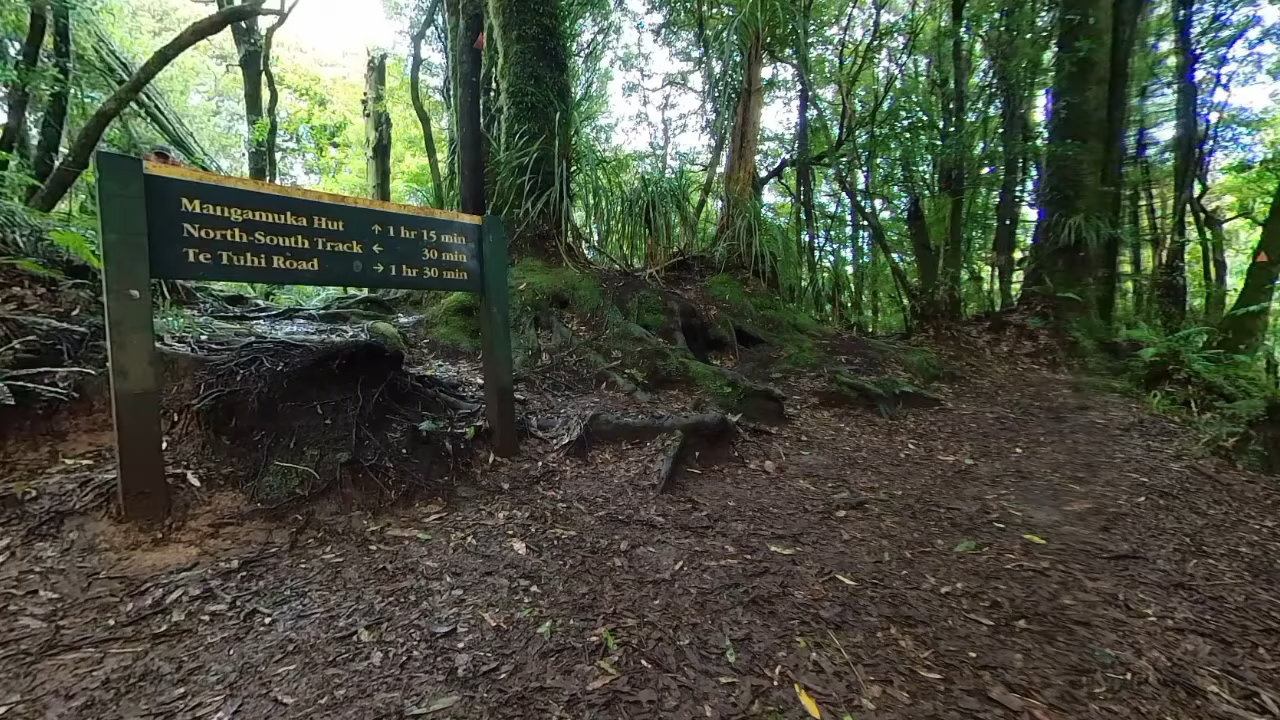 Mangamuka Hut ↑ 1 hr 15 min
North-South Track ← 30 min
Te Tuhi Road → 1 hr 30 min